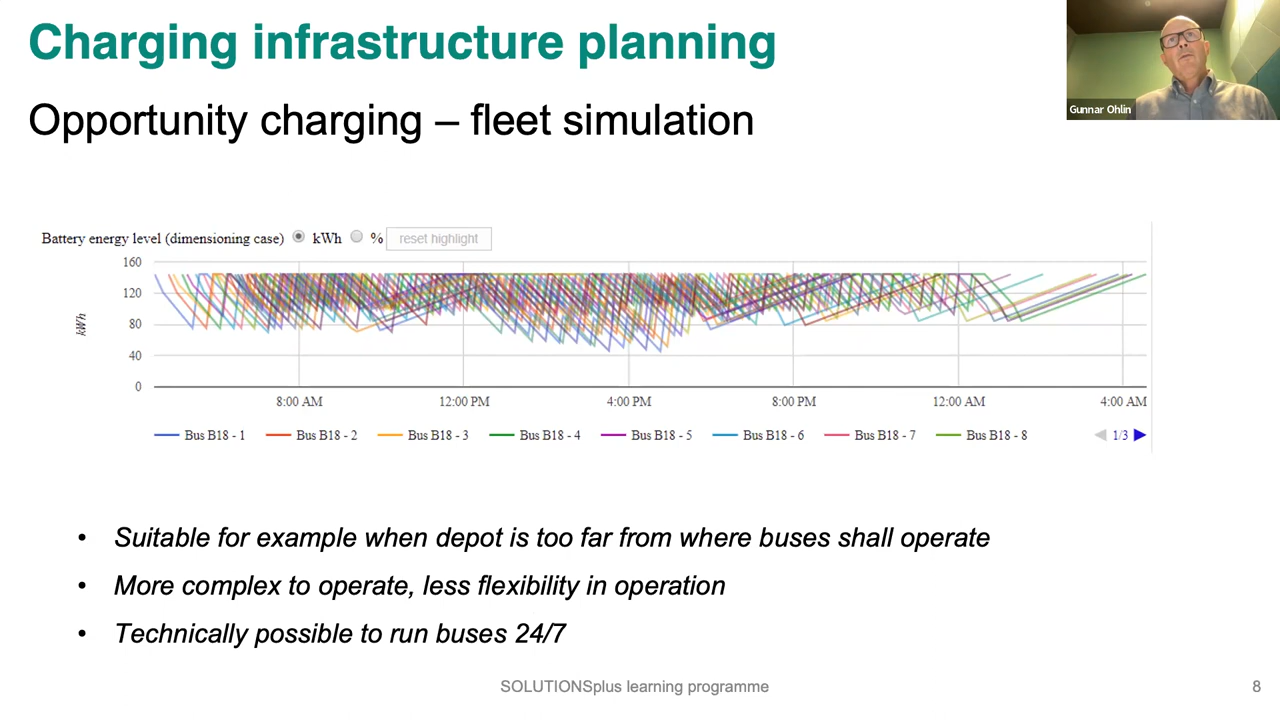 Charging infrastructure planning
Gunnar Ohlin
Opportunity charging – fleet simulation
Battery energy level (dimensioning case) kWh % reset highlight
160
120
80
40
0
kWh
8:00 AM 12:00 PM 4:00 PM 8:00 PM 12:00 AM 4:00 AM
Bus B18 - 1 Bus B18 - 2 Bus B18 - 3 Bus B18 - 4 Bus B18 - 5 Bus B18 - 6 Bus B18 - 7 Bus B18 - 8 1/3
• Suitable for example when depot is too far from where buses shall operate
• More complex to operate, less flexibility in operation
• Technically possible to run buses 24/7
SOLUTIONSplus learning programme 8